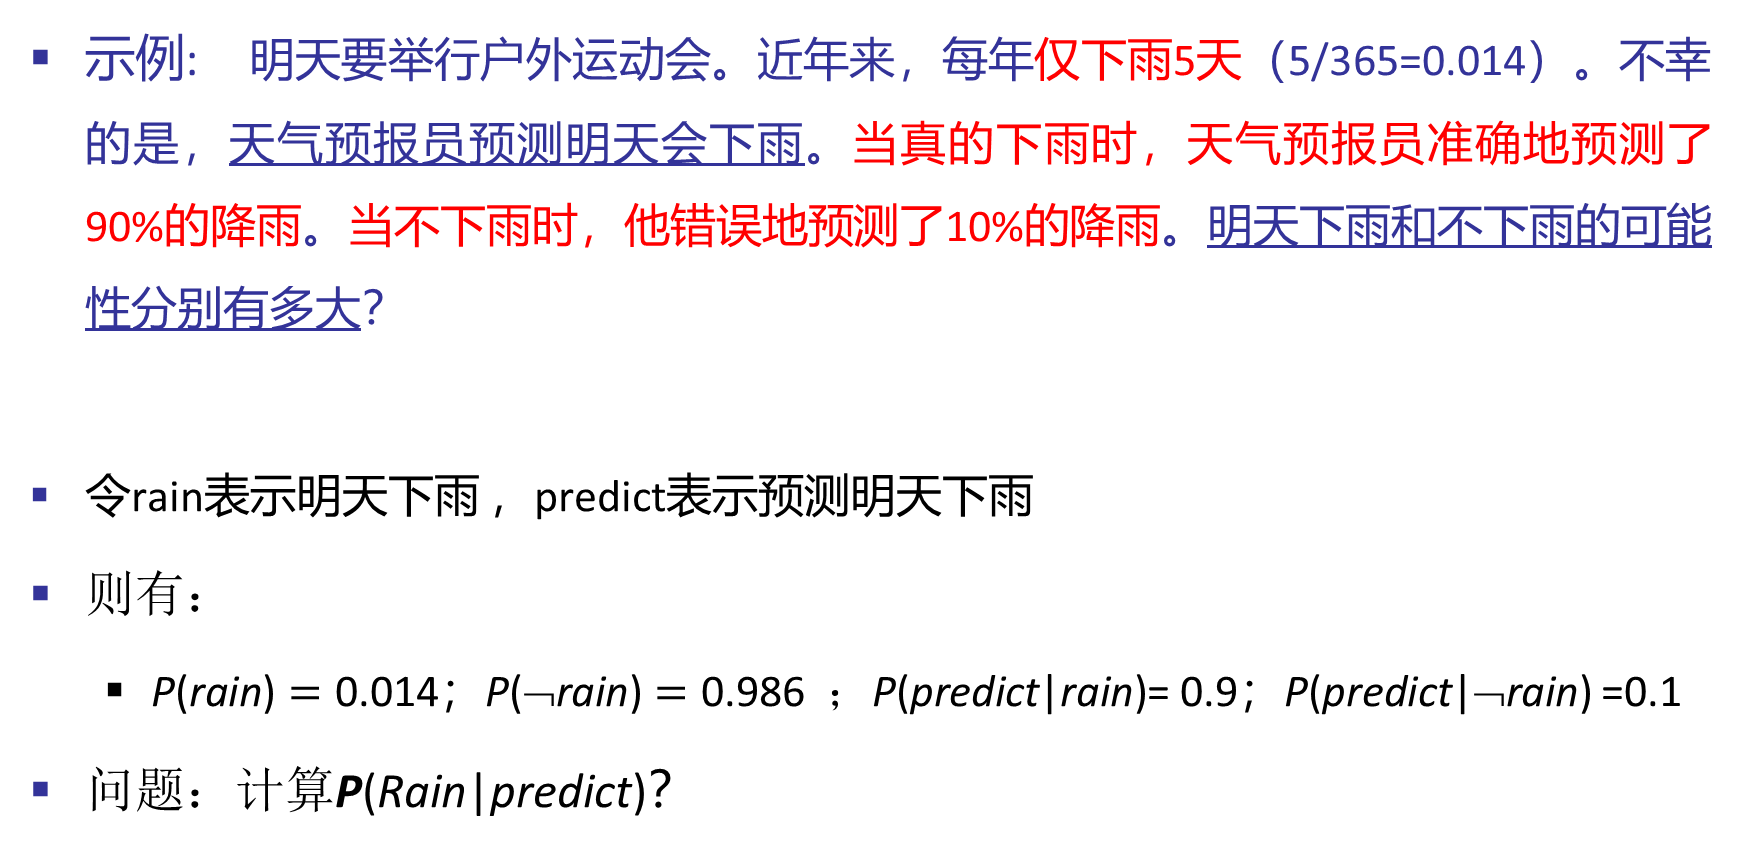 ▪ 示例: 明天要举行户外运动会。近年来，每年仅下雨5天（5/365=0.014）。不幸
的是，天气预报员预测明天会下雨。当真的下雨时，天气预报员准确地预测了
90%的降雨。当不下雨时，他错误地预测了10%的降雨。明天下雨和不下雨的可能
性分别有多大?
▪ 令rain表示明天下雨 ，predict表示预测明天下雨
▪ 则有：
▪ P(rain) = 0.014；P(¬rain) = 0.986 ；P(predict|rain)= 0.9；P(predict|¬rain) =0.1
▪ 问题：计算P(Rain|predict)?